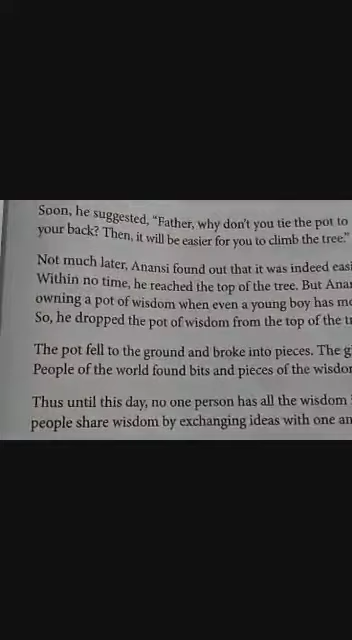 Soon, he suggested, “Father, why don't you tie the pot to
your back? Then, it will be easier for you to climb the tree.”
Not much later, Anansi found out that it was indeed
Within no time, he reached the top of the tree. But
owning a pot of wisdom when even a young boy has
So, he dropped the pot of wisdom from the top of the
The pot fell to the ground and broke into pieces. The
People of the world found bits and pieces of the
Thus until this day, no one person has all the wisdom
people share wisdom by exchanging ideas with one